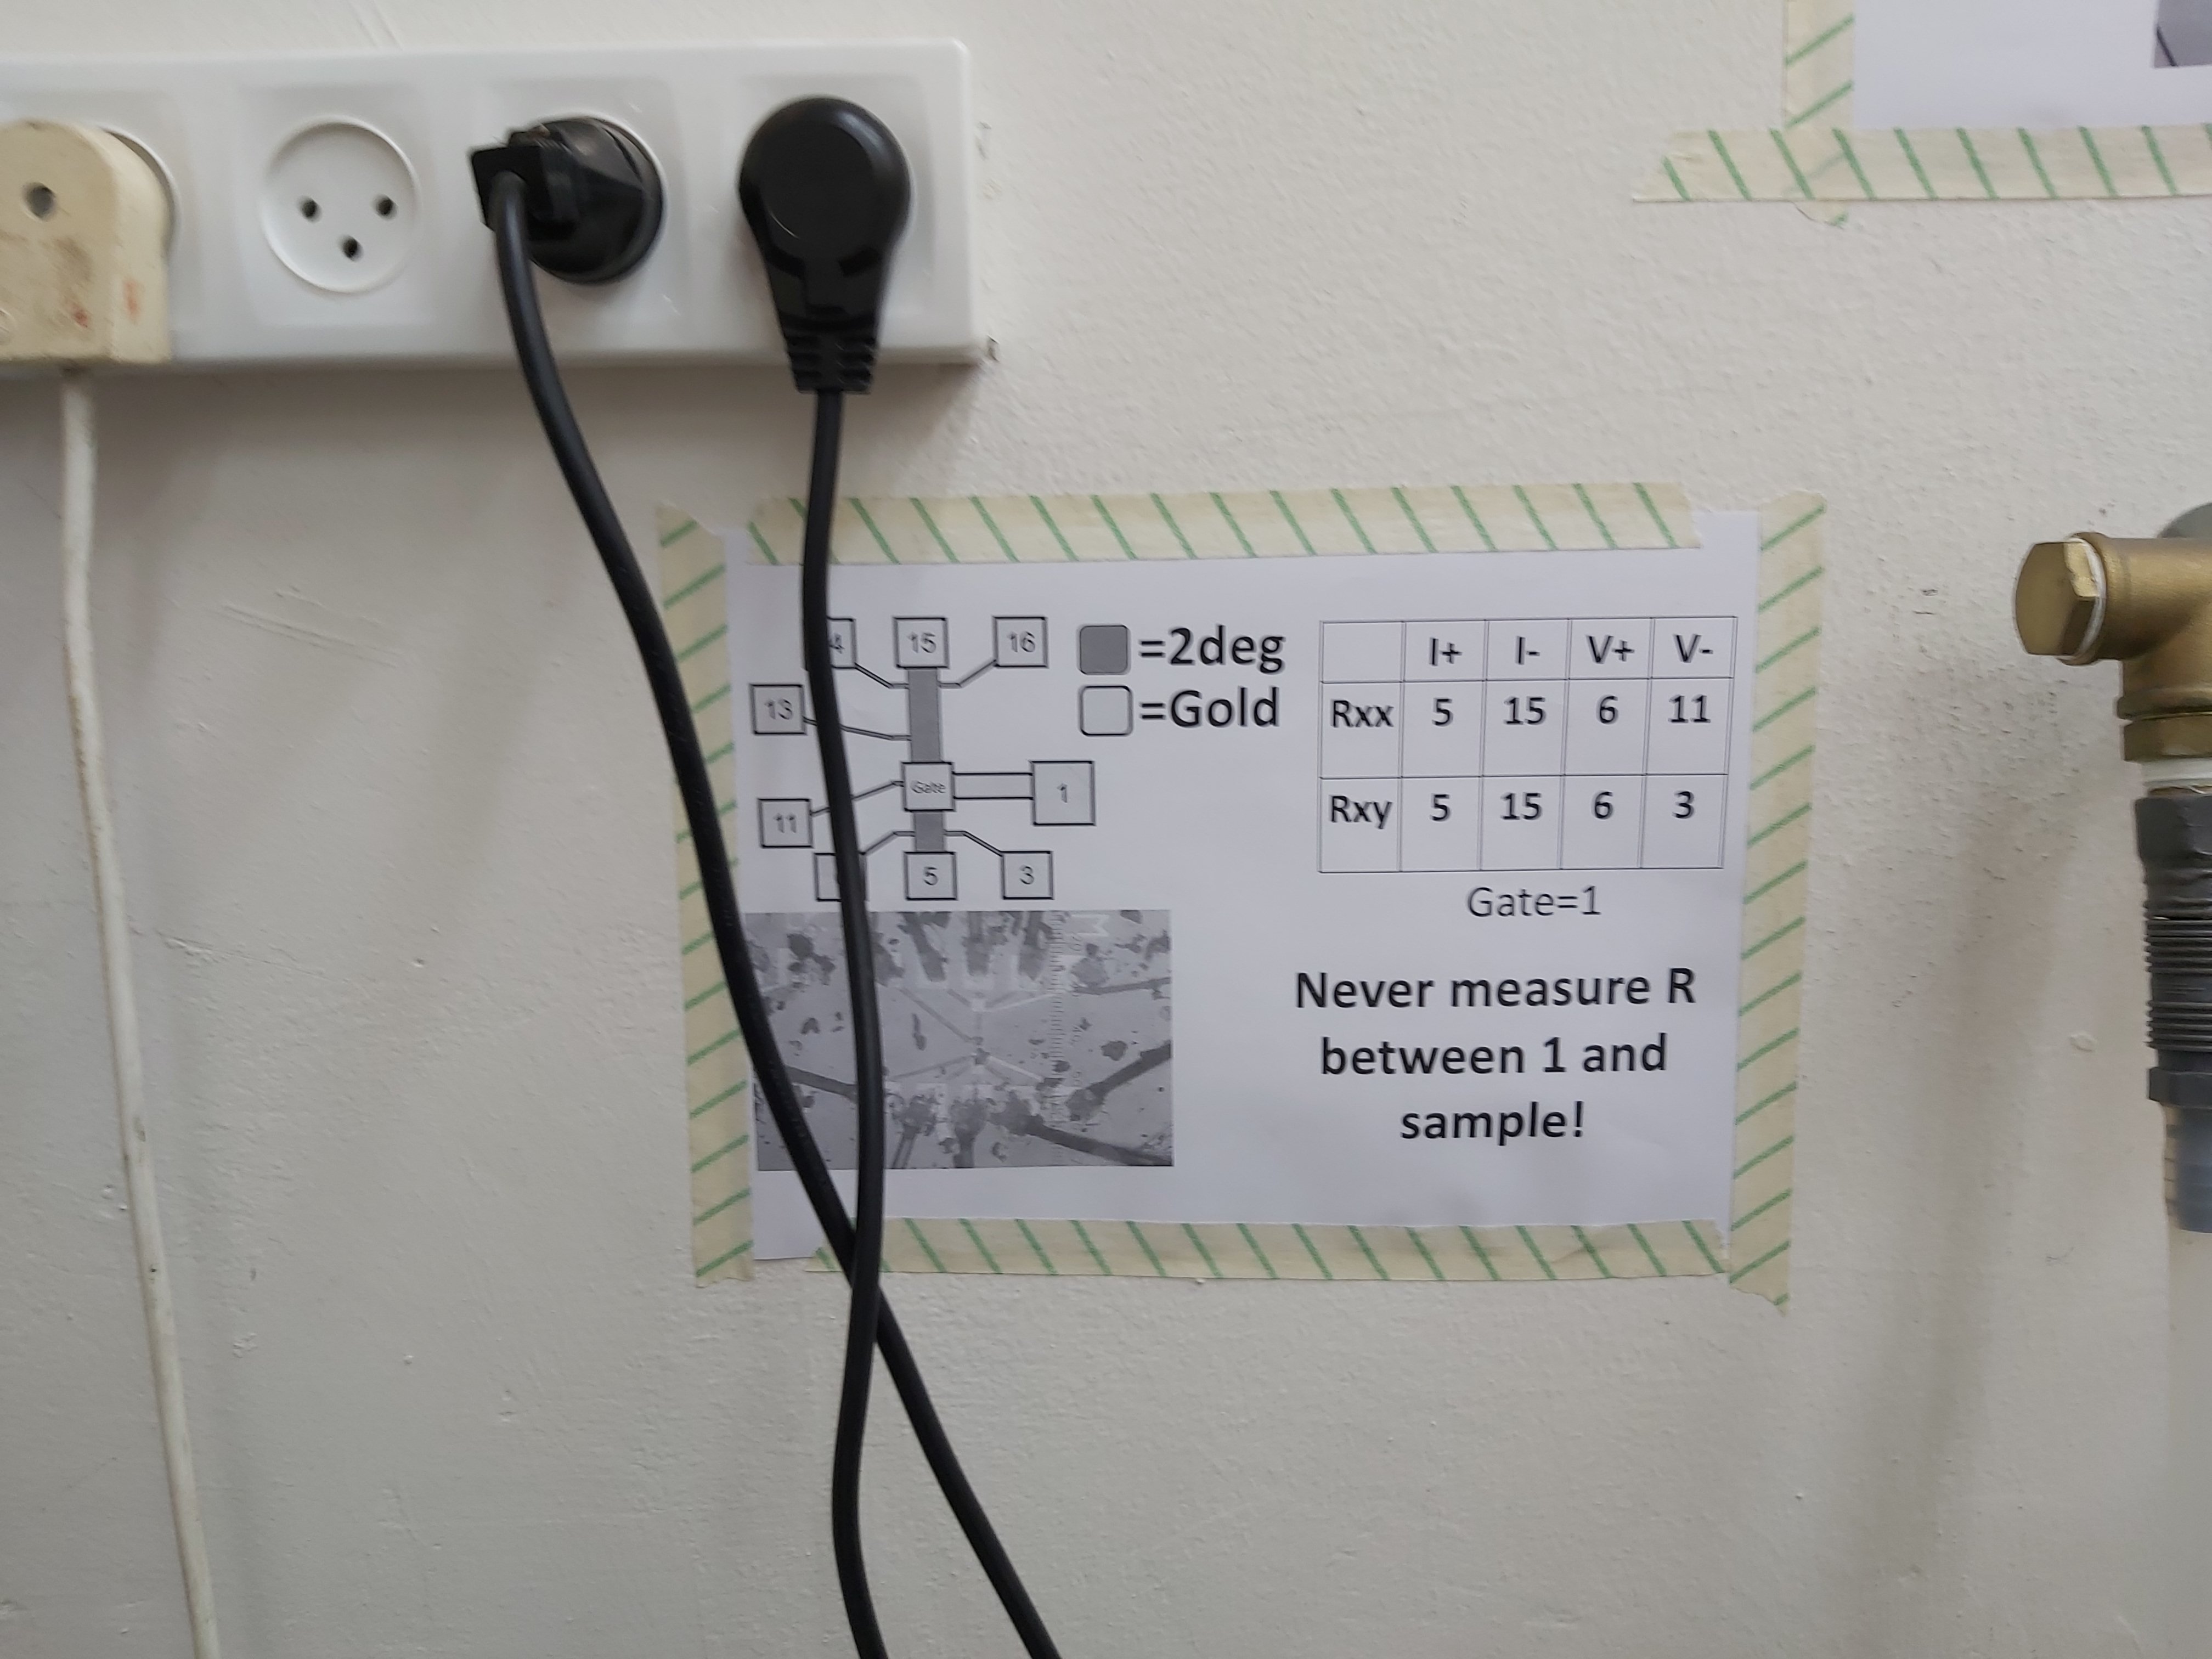 15 16
13
Gate
1
11
5 3
=2deg
=Gold
I+ I- V+ V-
Rxx 5 15 6 11
Rxy 5 15 6 3
Gate=1
Never measure R
between 1 and
sample!